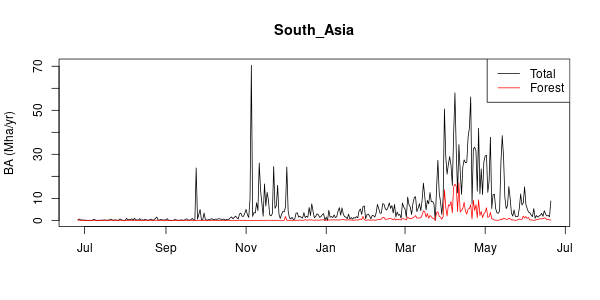 South_Asia
BA (Mha/yr)
70
50
30
10
0
Total
Forest
Jul
Sep
Nov
Jan
Mar
May
Jul